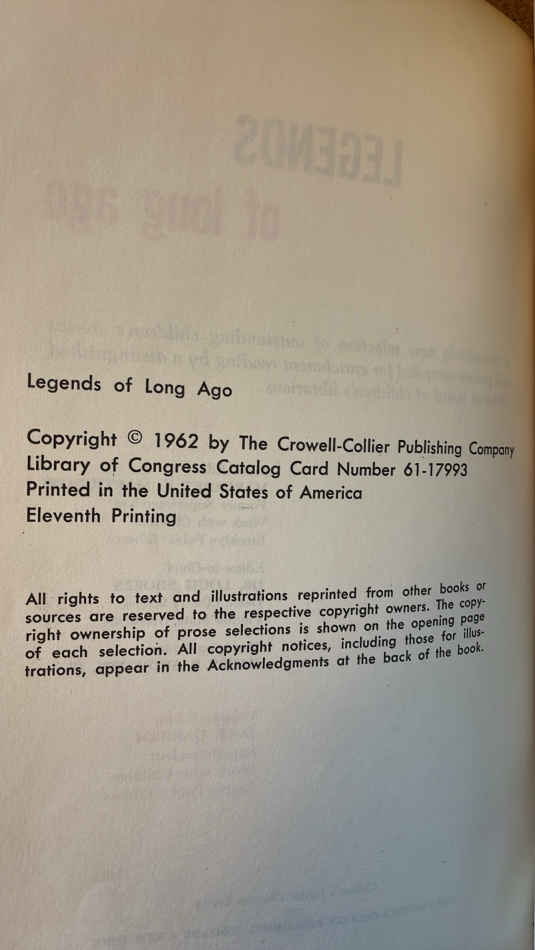 LEGENDS
of long ago
Legends of Long Ago
Copyright © 1962 by The Crowell-Collier Publishing Company
Library of Congress Catalog Card Number 61-17993
Printed in the United States of America
Eleventh Printing
All rights to text and illustrations reprinted from other books or
sources are reserved to the respective copyright owners. The copy-
right ownership of prose selections is shown on the opening page
of each selection. All copyright notices, including those for illus-
trations, appear in the Acknowledgments at the back of the book.